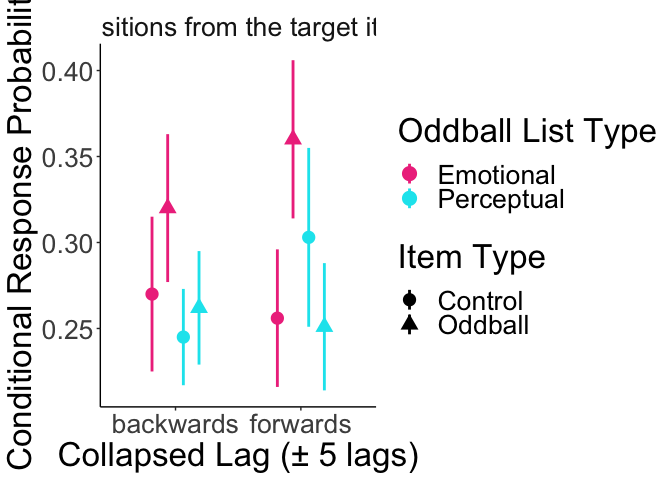 sitions from the target it
Conditional Response Probabilit
0.40
0.35
0.30
0.25
backwards forwards
Collapsed Lag (± 5 lags)
Oddball List Type
Emotional
Perceptual
Item Type
Control
Oddball